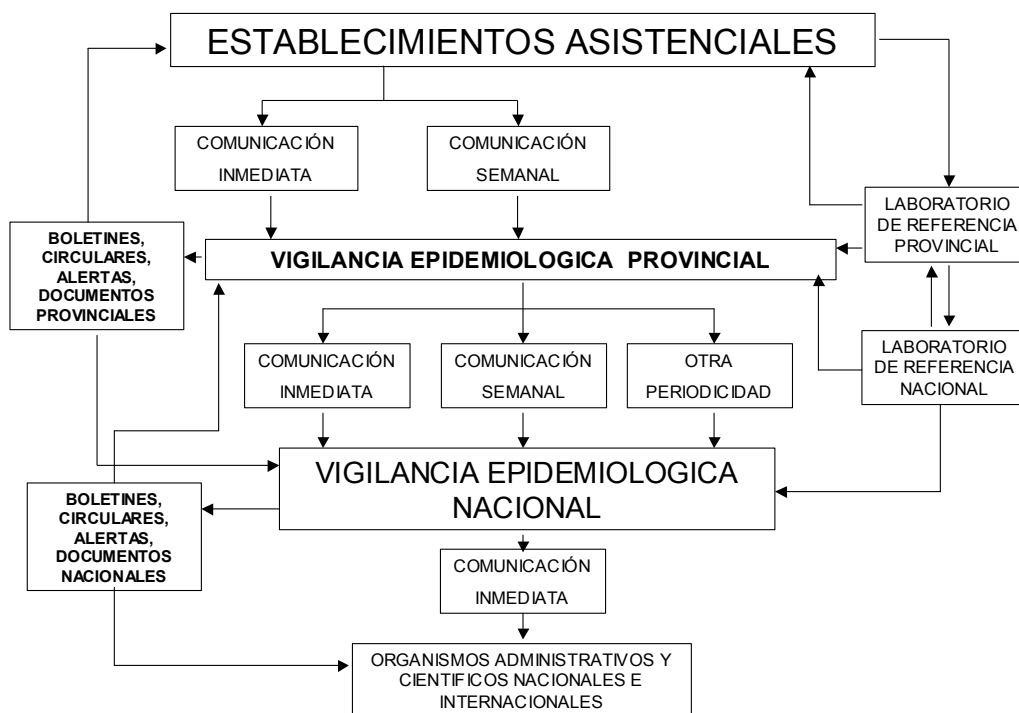 ESTABLECIMIENTOS ASISTENCIALES
COMUNICACIÓN
INMEDIATA
COMUNICACIÓN
SEMANAL
LABORATORIO
DE REFERENCIA
PROVINCIAL
BOLETINES,
CIRCULARES,
ALERTAS,
DOCUMENTOS
PROVINCIALES
VIGILANCIA EPIDEMIOLOGICA PROVINCIAL
COMUNICACIÓN
INMEDIATA
COMUNICACIÓN
SEMANAL
OTRA
PERIODICIDAD
LABORATORIO
DE REFERENCIA
NACIONAL
VIGILANCIA EPIDEMIOLOGICA
NACIONAL
BOLETINES,
CIRCULARES,
ALERTAS,
DOCUMENTOS
NACIONALES
COMUNICACIÓN
INMEDIATA
ORGANISMOS ADMINISTRATIVOS Y
CIENTIFICOS NACIONALES E
INTERNACIONALES